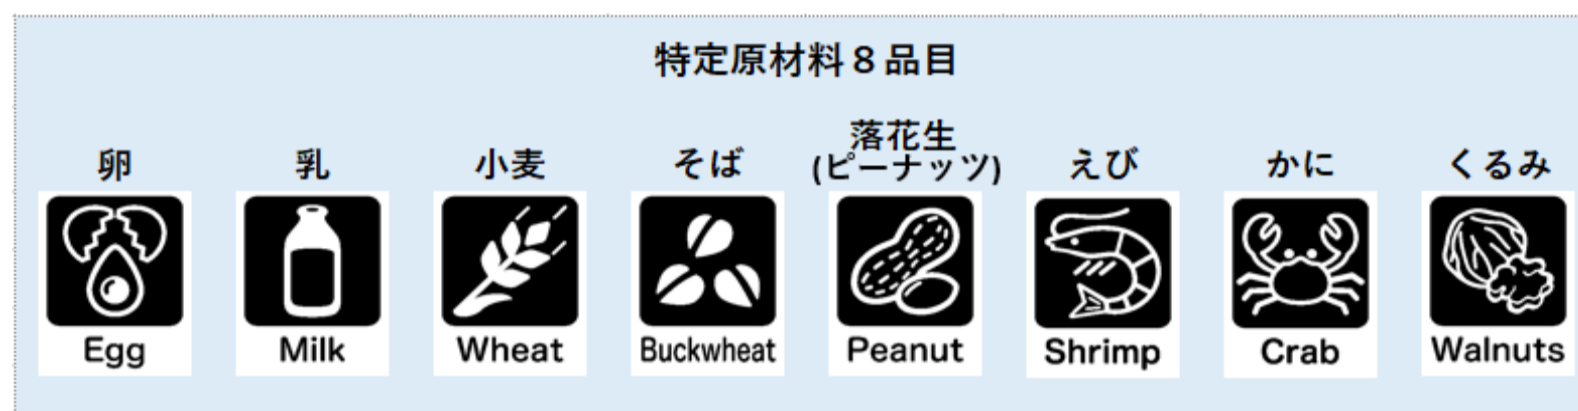 特定原材料８品目
卵 乳 小麦 そば 落花生 えび かに くるみ
(ピーナッツ)
Egg Milk Wheat Buckwheat Peanut Shrimp Crab Walnuts